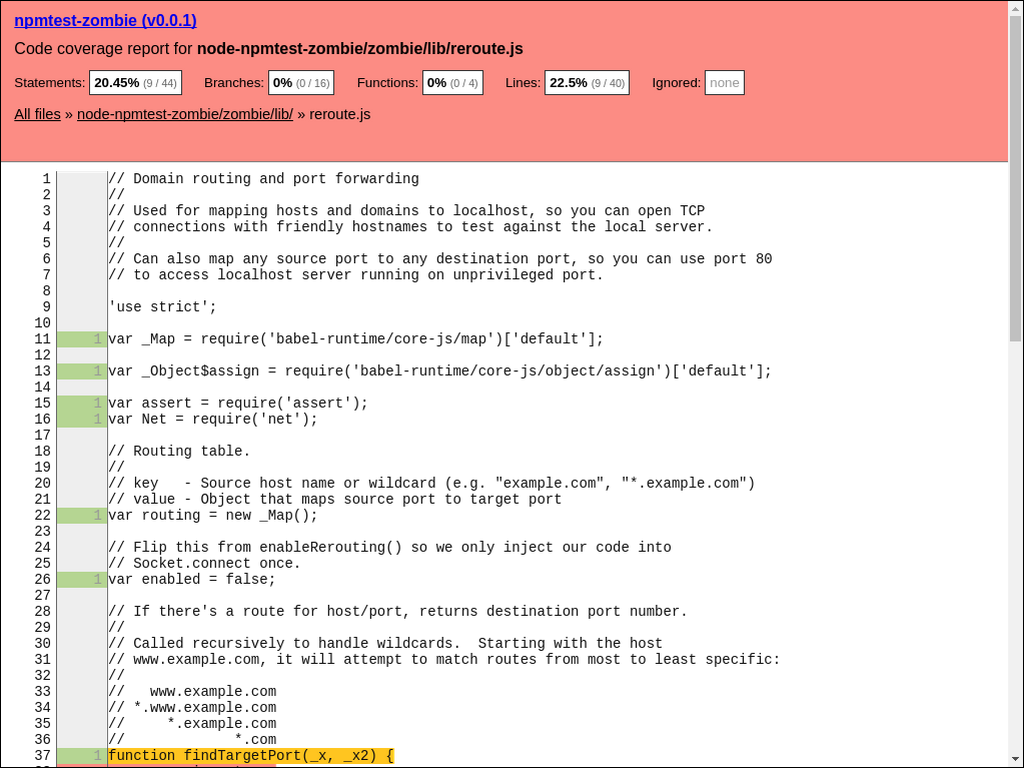 npmtest-zombie (v0.0.1)
Code coverage report for node-npmtest-zombie/zombie/lib/reroute.js
Statements: 20.45% (9 / 44) Branches: 0% (0 / 16) Functions: 0% (0 / 4) Lines: 22.5% (9 / 40) Ignored: none
All files » node-npmtest-zombie/zombie/lib/ » reroute.js
1 // Domain routing and port forwarding
2 //
3 // Used for mapping hosts and domains to localhost, so you can open TCP
4 // connections with friendly hostnames to test against the local server.
5 //
6 // Can also map any source port to any destination port, so you can use port 80
7 // to access localhost server running on unprivileged port.
8
9 'use strict';
10
11 1 var _Map = require('babel-runtime/core-js/map')['default'];
12
13 1 var _Object$assign = require('babel-runtime/core-js/object/assign')['default'];
14
15 1 var assert = require('assert');
16 1 var Net = require('net');
17
18 // Routing table.
19 //
20 // key   - Source host name or wildcard (e.g. "example.com", "*.example.com")
21 // value - Object that maps source port to target port
22 1 var routing = new _Map();
23
24 // Flip this from enableRerouting() so we only inject our code into
25 // Socket.connect once.
26 1 var enabled = false;
27
28 // If there's a route for host/port, returns destination port number.
29 //
30 // Called recursively to handle wildcards.  Starting with the host
31 // www.example.com, it will attempt to match routes from most to least specific:
32 //
33 //   www.example.com
34 // *.www.example.com
35 //     *.example.com
36 //             *.com
37 1 function findTargetPort(_x, _x2) {